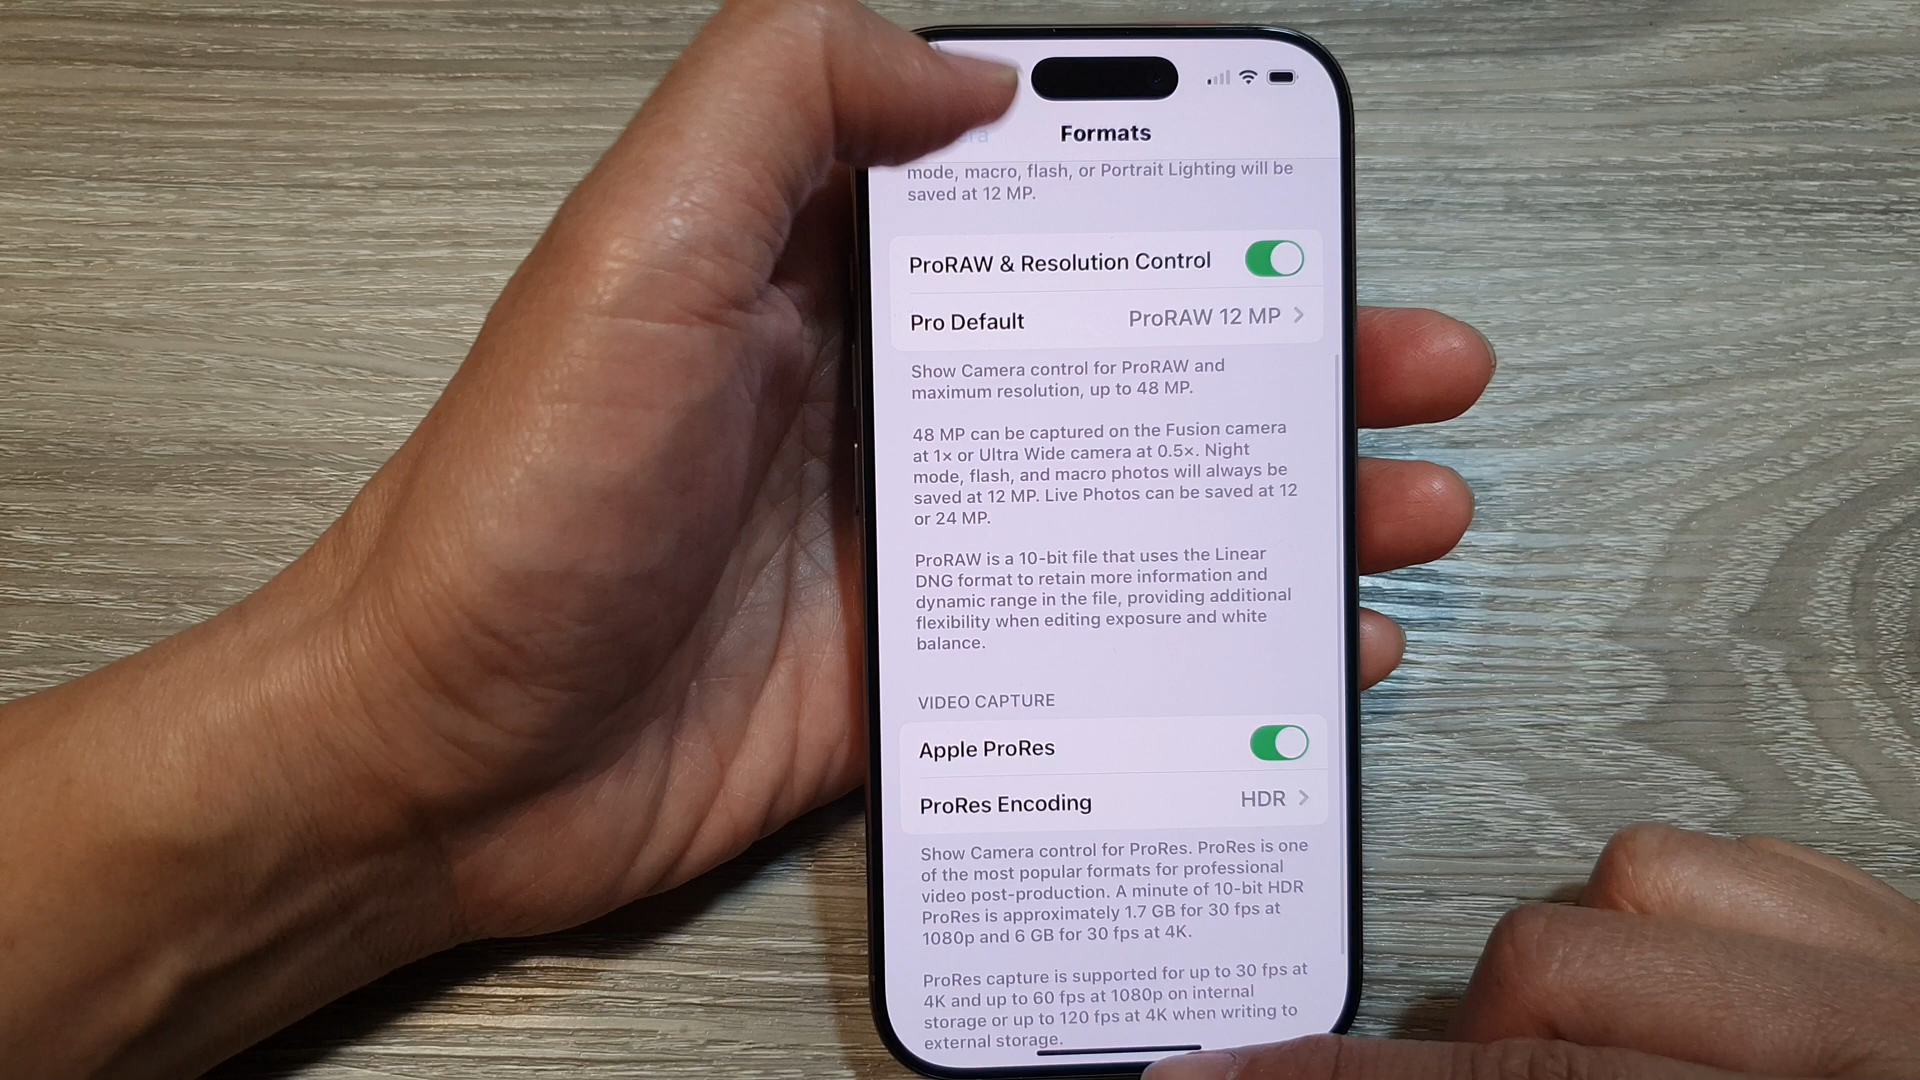 Formats
mode, macro, flash, or Portrait Lighting will be
saved at 12 MP.
ProRAW & Resolution Control
Pro Default ProRAW 12 MP
Show Camera control for ProRAW and
maximum resolution, up to 48 MP.
48 MP can be captured on the Fusion camera
at 1× or Ultra Wide camera at 0.5×. Night
mode, flash, and macro photos will always be
saved at 12 MP. Live Photos can be saved at 12
or 24 MP.
ProRAW is a 10-bit file that uses the Linear
DNG format to retain more information and
dynamic range in the file, providing additional
flexibility when editing exposure and white
balance.
VIDEO CAPTURE
Apple ProRes
ProRes Encoding HDR
Show Camera control for ProRes. ProRes is one
of the most popular formats for professional
video post-production. A minute of 10-bit HDR
ProRes is approximately 1.7 GB for 30 fps at
1080p and 6 GB for 30 fps at 4K.
ProRes capture is supported for up to 30 fps at
4K and up to 60 fps at 1080p on internal
storage or up to 120 fps at 4K when writing to
external storage.